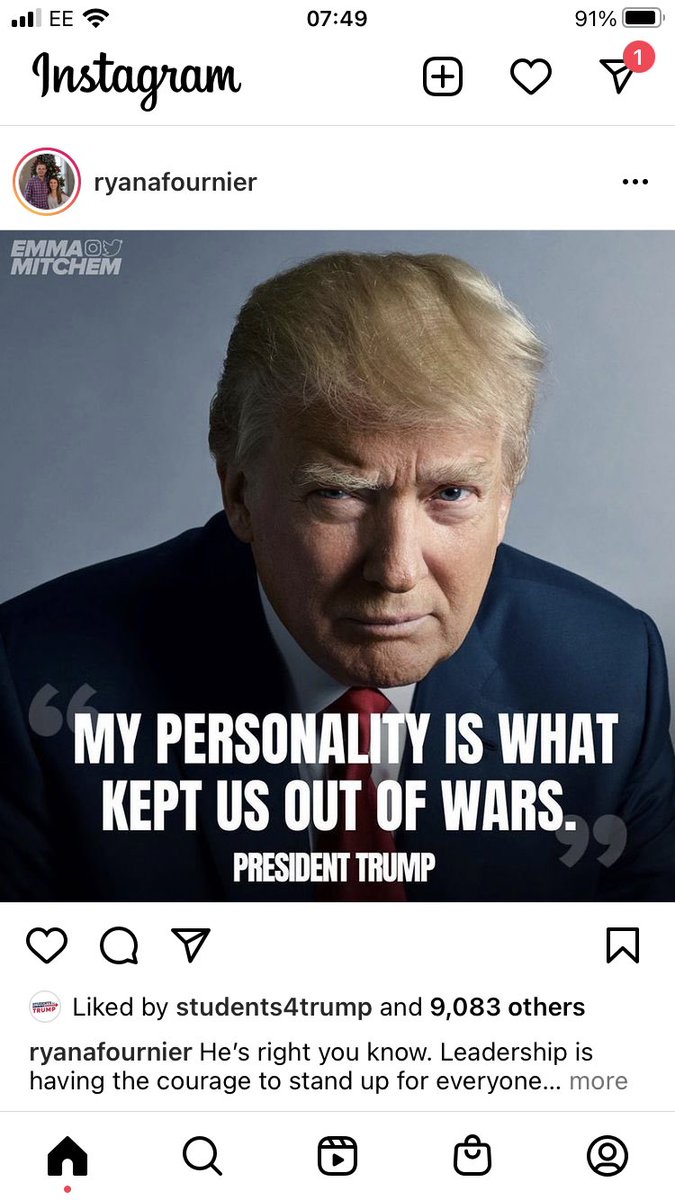 EE 07:49 91%
Instagram
1
ryanafournier
EMMA
MITCHEM
“MY PERSONALITY IS WHAT
KEPT US OUT OF WARS.”
PRESIDENT TRUMP
Liked by students4trump and 9,083 others
ryanafournier He’s right you know. Leadership is
having the courage to stand up for everyone... more